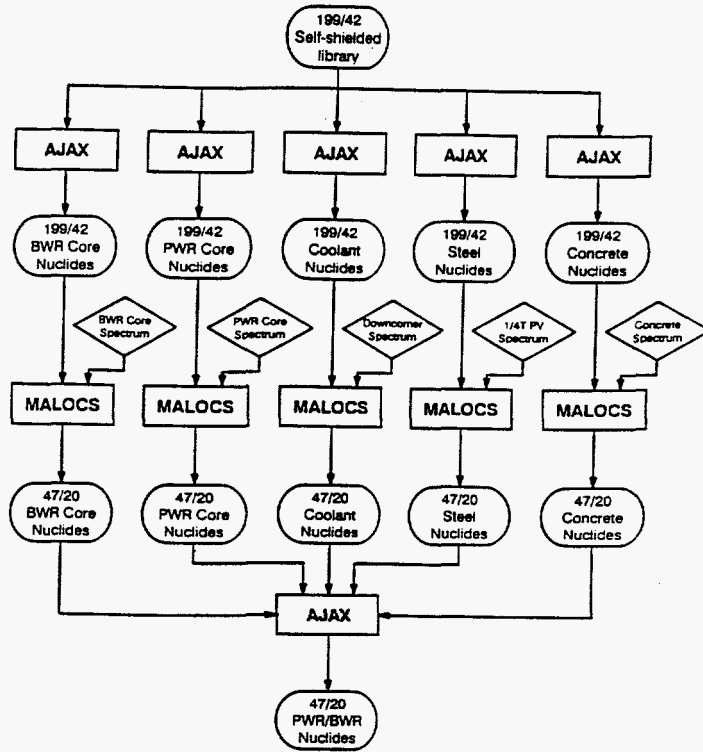 199/42
Self-shielded
library
AJAX
AJAX
AJAX
AJAX
AJAX
199/42
BWR Core
Nuclides
199/42
PWR Core
Nuclides
199/42
Coolant
Nuclides
199/42
Steel
Nuclides
199/42
Concrete
Nuclides
BWR Core
Spectrum
PWR Core
Spectrum
Downcomer
Spectrum
1/4T PV
Spectrum
Concrete
Spectrum
MALOCS
MALOCS
MALOCS
MALOCS
MALOCS
47/20
BWR Core
Nuclides
47/20
PWR Core
Nuclides
47/20
Coolant
Nuclides
47/20
Steel
Nuclides
47/20
Concrete
Nuclides
AJAX
47/20
PWR/BWR
Nuclides